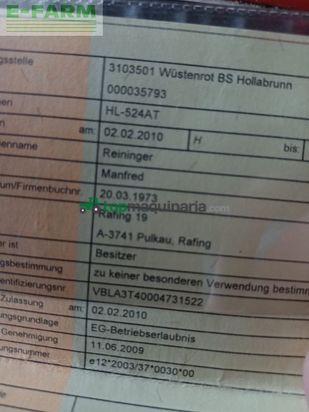 E-FARM
gsstelle 3103501 Wüstenrot BS Hollabrunn
000035793
en HL-524AT
n am: 02.02.2010 H bis:
enname Reininger
Manfred
um/Firmenbuchnr. 20.03.1973
Rafing 19
topmaquinaria.com
A-3741 Pulkau, Rafing
er ist Besitzer
gsbestimmung zu keiner besonderen Verwendung bestimm
entifizierungsnr. VBLA3T40004731522
Zulassung am: 02.02.2010
ungsgrundlage EG-Betriebserlaubnis
Genehmigung 11.06.2009
ungsnummer e12*2003/37*0030*00